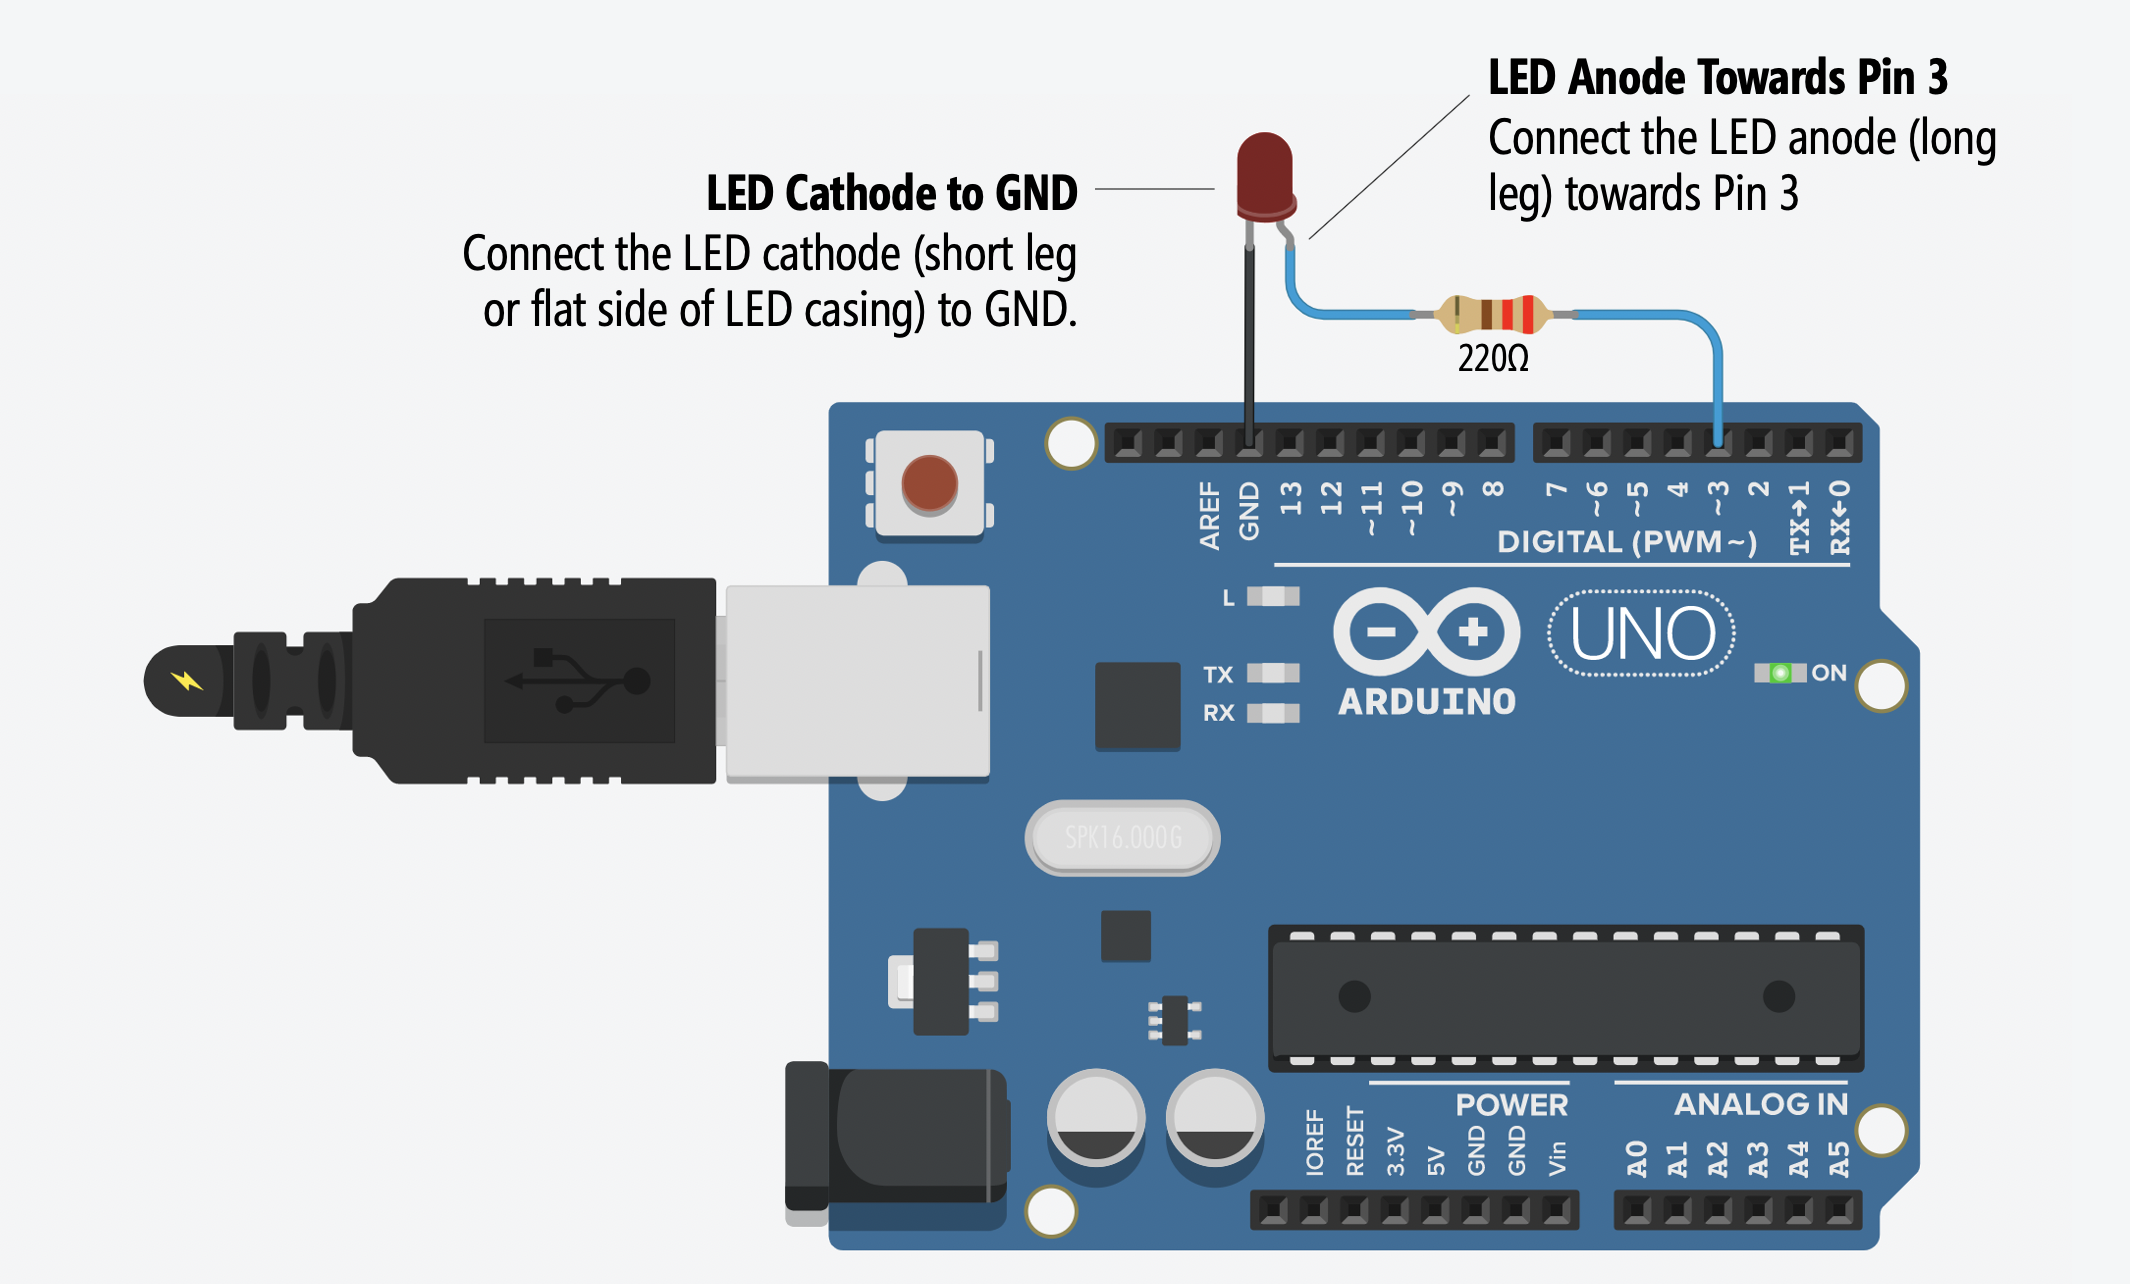 LED Anode Towards Pin 3
Connect the LED anode (long
leg) towards Pin 3
LED Cathode to GND
Connect the LED cathode (short leg
or flat side of LED casing) to GND.
220Ω
AREF
GND
13
12
~11
~10
~9
8
7
~6
~5
4
~3
2
TX→1
RX←0
DIGITAL (PWM~)
L
TX
RX
ARDUINO
UNO
ON
SPK16.000G
POWER
ANALOG IN
IOREF
RESET
3.3V
5V
GND
GND
Vin
A0
A1
A2
A3
A4
A5